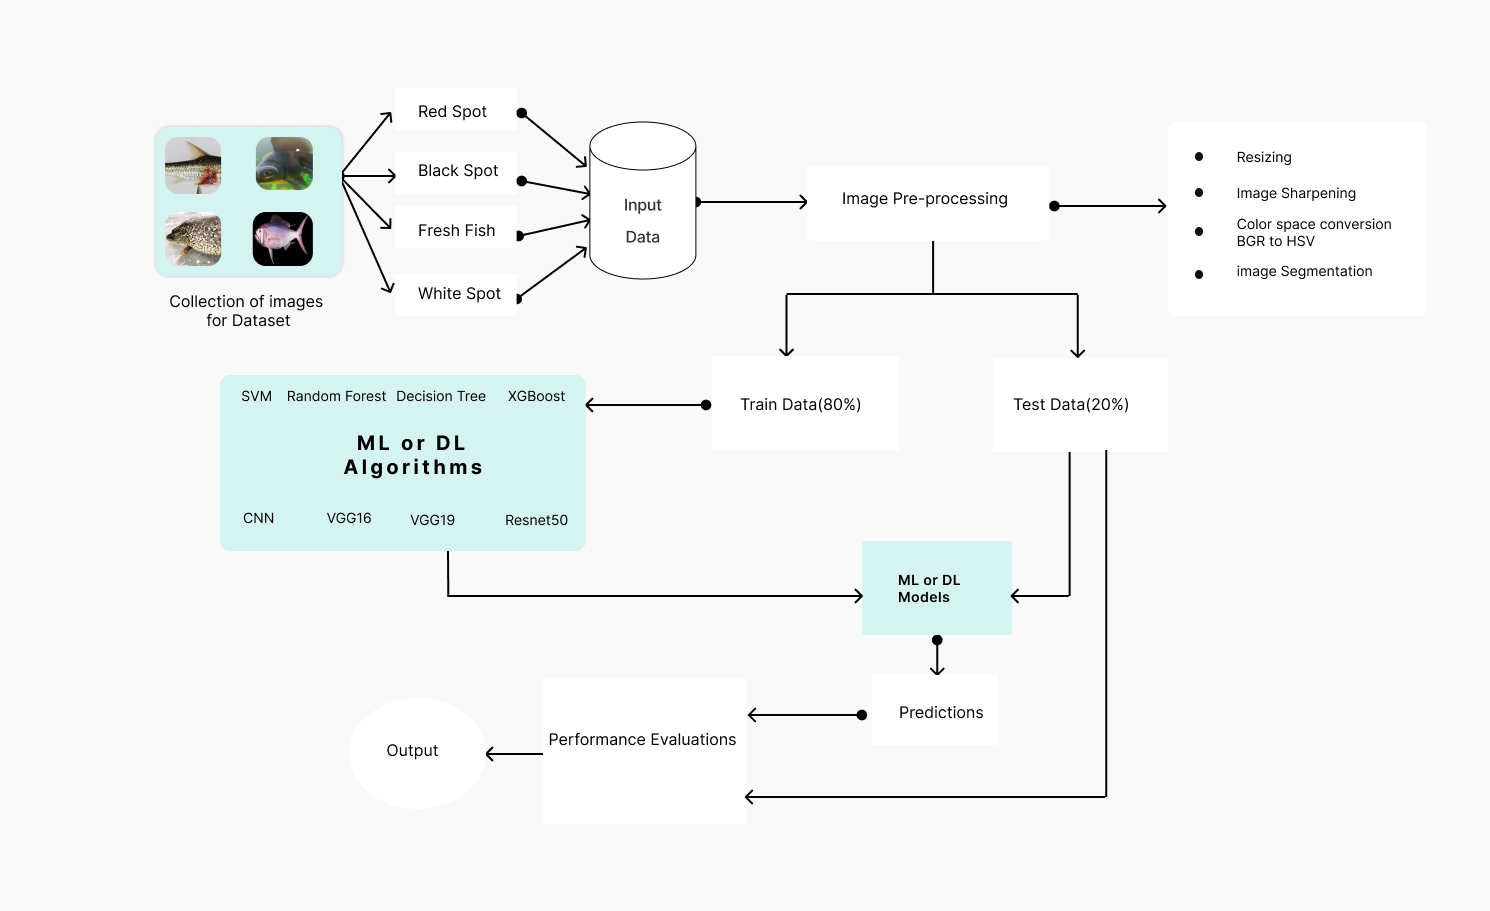 Red Spot
Black Spot
Fresh Fish
White Spot
Collection of images
for Dataset
Input
Data
Image Pre-processing
Resizing
Image Sharpening
Color space conversion
BGR to HSV
image Segmentation
Train Data(80%)
Test Data(20%)
SVM Random Forest Decision Tree XGBoost
ML or DL
Algorithms
CNN VGG16 VGG19 Resnet50
ML or DL
Models
Predictions
Performance Evaluations
Output